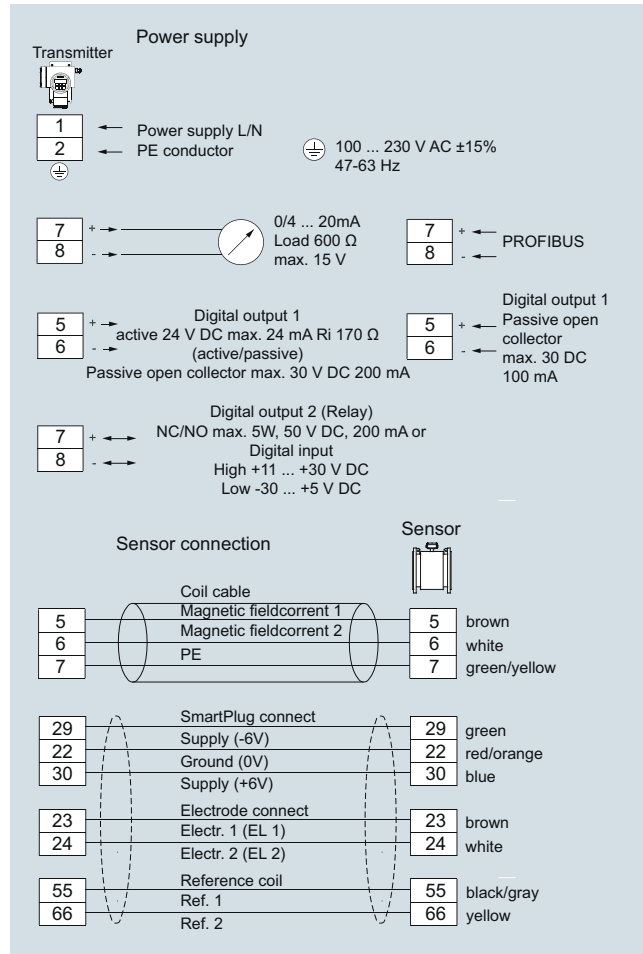 Power supply
Transmitter
1
Power supply L/N
2
PE conductor
100 ... 230 V AC ±15%
47-63 Hz
7
+
8
-
0/4 ... 20mA
Load 600 Ω
max. 15 V
7
+
8
-
PROFIBUS
5
+
6
-
Digital output 1
active 24 V DC max. 24 mA Ri 170 Ω
(active/passive)
Passive open collector max. 30 V DC 200 mA
5
+
6
-
Digital output 1
Passive open
collector
max. 30 DC
100 mA
7
+
8
-
Digital output 2 (Relay)
NC/NO max. 5W, 50 V DC, 200 mA or
Digital input
High +11 ... +30 V DC
Low -30 ... +5 V DC
Sensor connection
Sensor
Coil cable
5
Magnetic fieldcorrent 1
5
brown
6
Magnetic fieldcorrent 2
6
white
7
PE
7
green/yellow
SmartPlug connect
29
Supply (-6V)
29
green
22
Ground (0V)
22
red/orange
30
Supply (+6V)
30
blue
Electrode connect
23
Electr. 1 (EL 1)
23
brown
24
Electr. 2 (EL 2)
24
white
Reference coil
55
Ref. 1
55
black/gray
66
Ref. 2
66
yellow